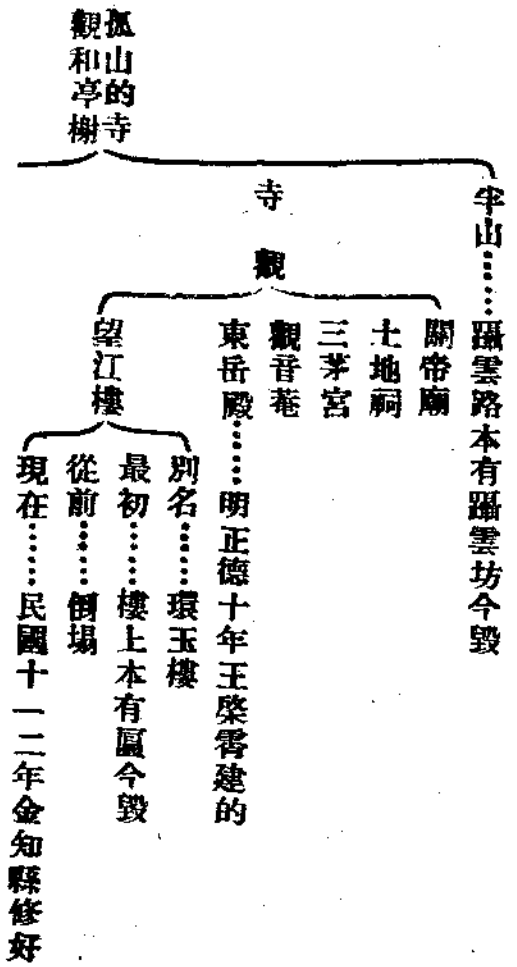 孤山的寺
觀和亭榭
半山……躡雲路本有躡雲坊今毀
寺觀
關帝廟
土地祠
三茅宮
觀音菴
東岳殿……明正德十年王棨霄建的
望江樓
別名……環玉樓
最初……樓上本有匾今毀
從前……倒塌
現在……民國十一二年金知縣修好